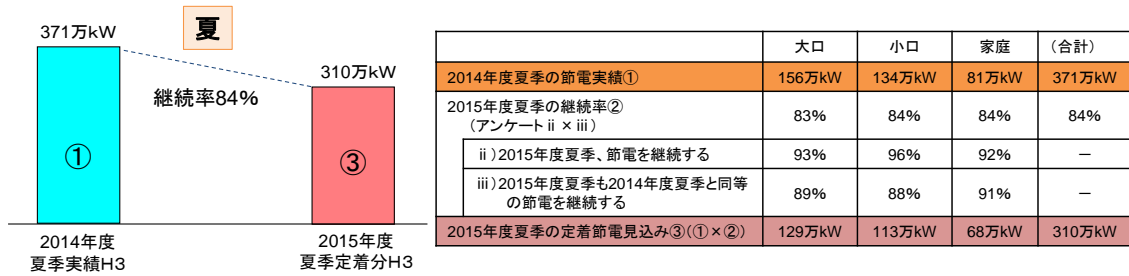 夏
371万kW
310万kW
継続率84%
①
③
2014年度
夏季実績H3
2015年度
夏季定着分H3
大口 小口 家庭 (合計)
2014年度夏季の節電実績① 156万kW 134万kW 81万kW 371万kW
2015年度夏季の継続率②
(アンケートⅱ×ⅲ) 83% 84% 84% 84%
ⅱ)2015年度夏季、節電を継続する 93% 96% 92% －
ⅲ)2015年度夏季も2014年度夏季と同等
の節電を継続する 89% 88% 91% －
2015年度夏季の定着節電見込み③(①×②) 129万kW 113万kW 68万kW 310万kW